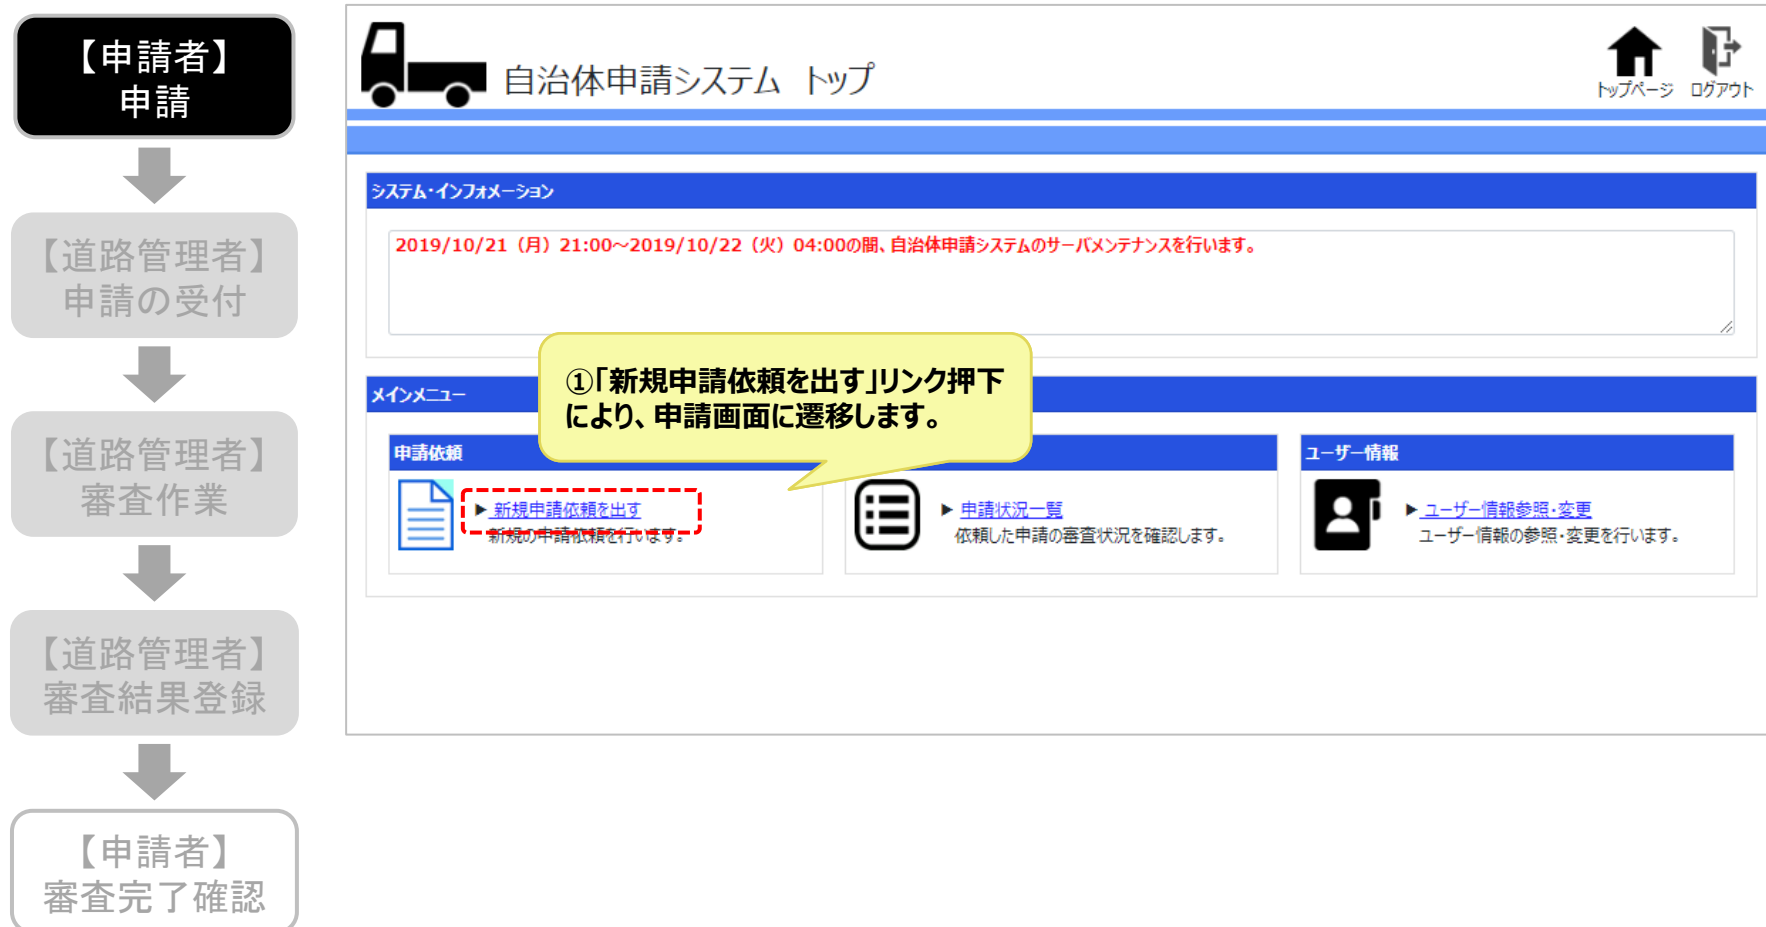 【申請者】
申請
【道路管理者】
申請の受付
【道路管理者】
審査作業
【道路管理者】
審査結果登録
【申請者】
審査完了確認
自治体申請システム トップ
トップページ
ログアウト
システム・インフォメーション
2019/10/21（月）21:00～2019/10/22（火）04:00の間、自治体申請システムのサーバメンテナンスを行います。
①「新規申請依頼を出す」リンク押下
により、申請画面に遷移します。
メインメニュー
申請依頼
▶ 新規申請依頼を出す
新規の申請依頼を行います。
▶ 申請状況一覧
依頼した申請の審査状況を確認します。
ユーザー情報
▶ ユーザー情報参照・変更
ユーザー情報の参照・変更を行います。